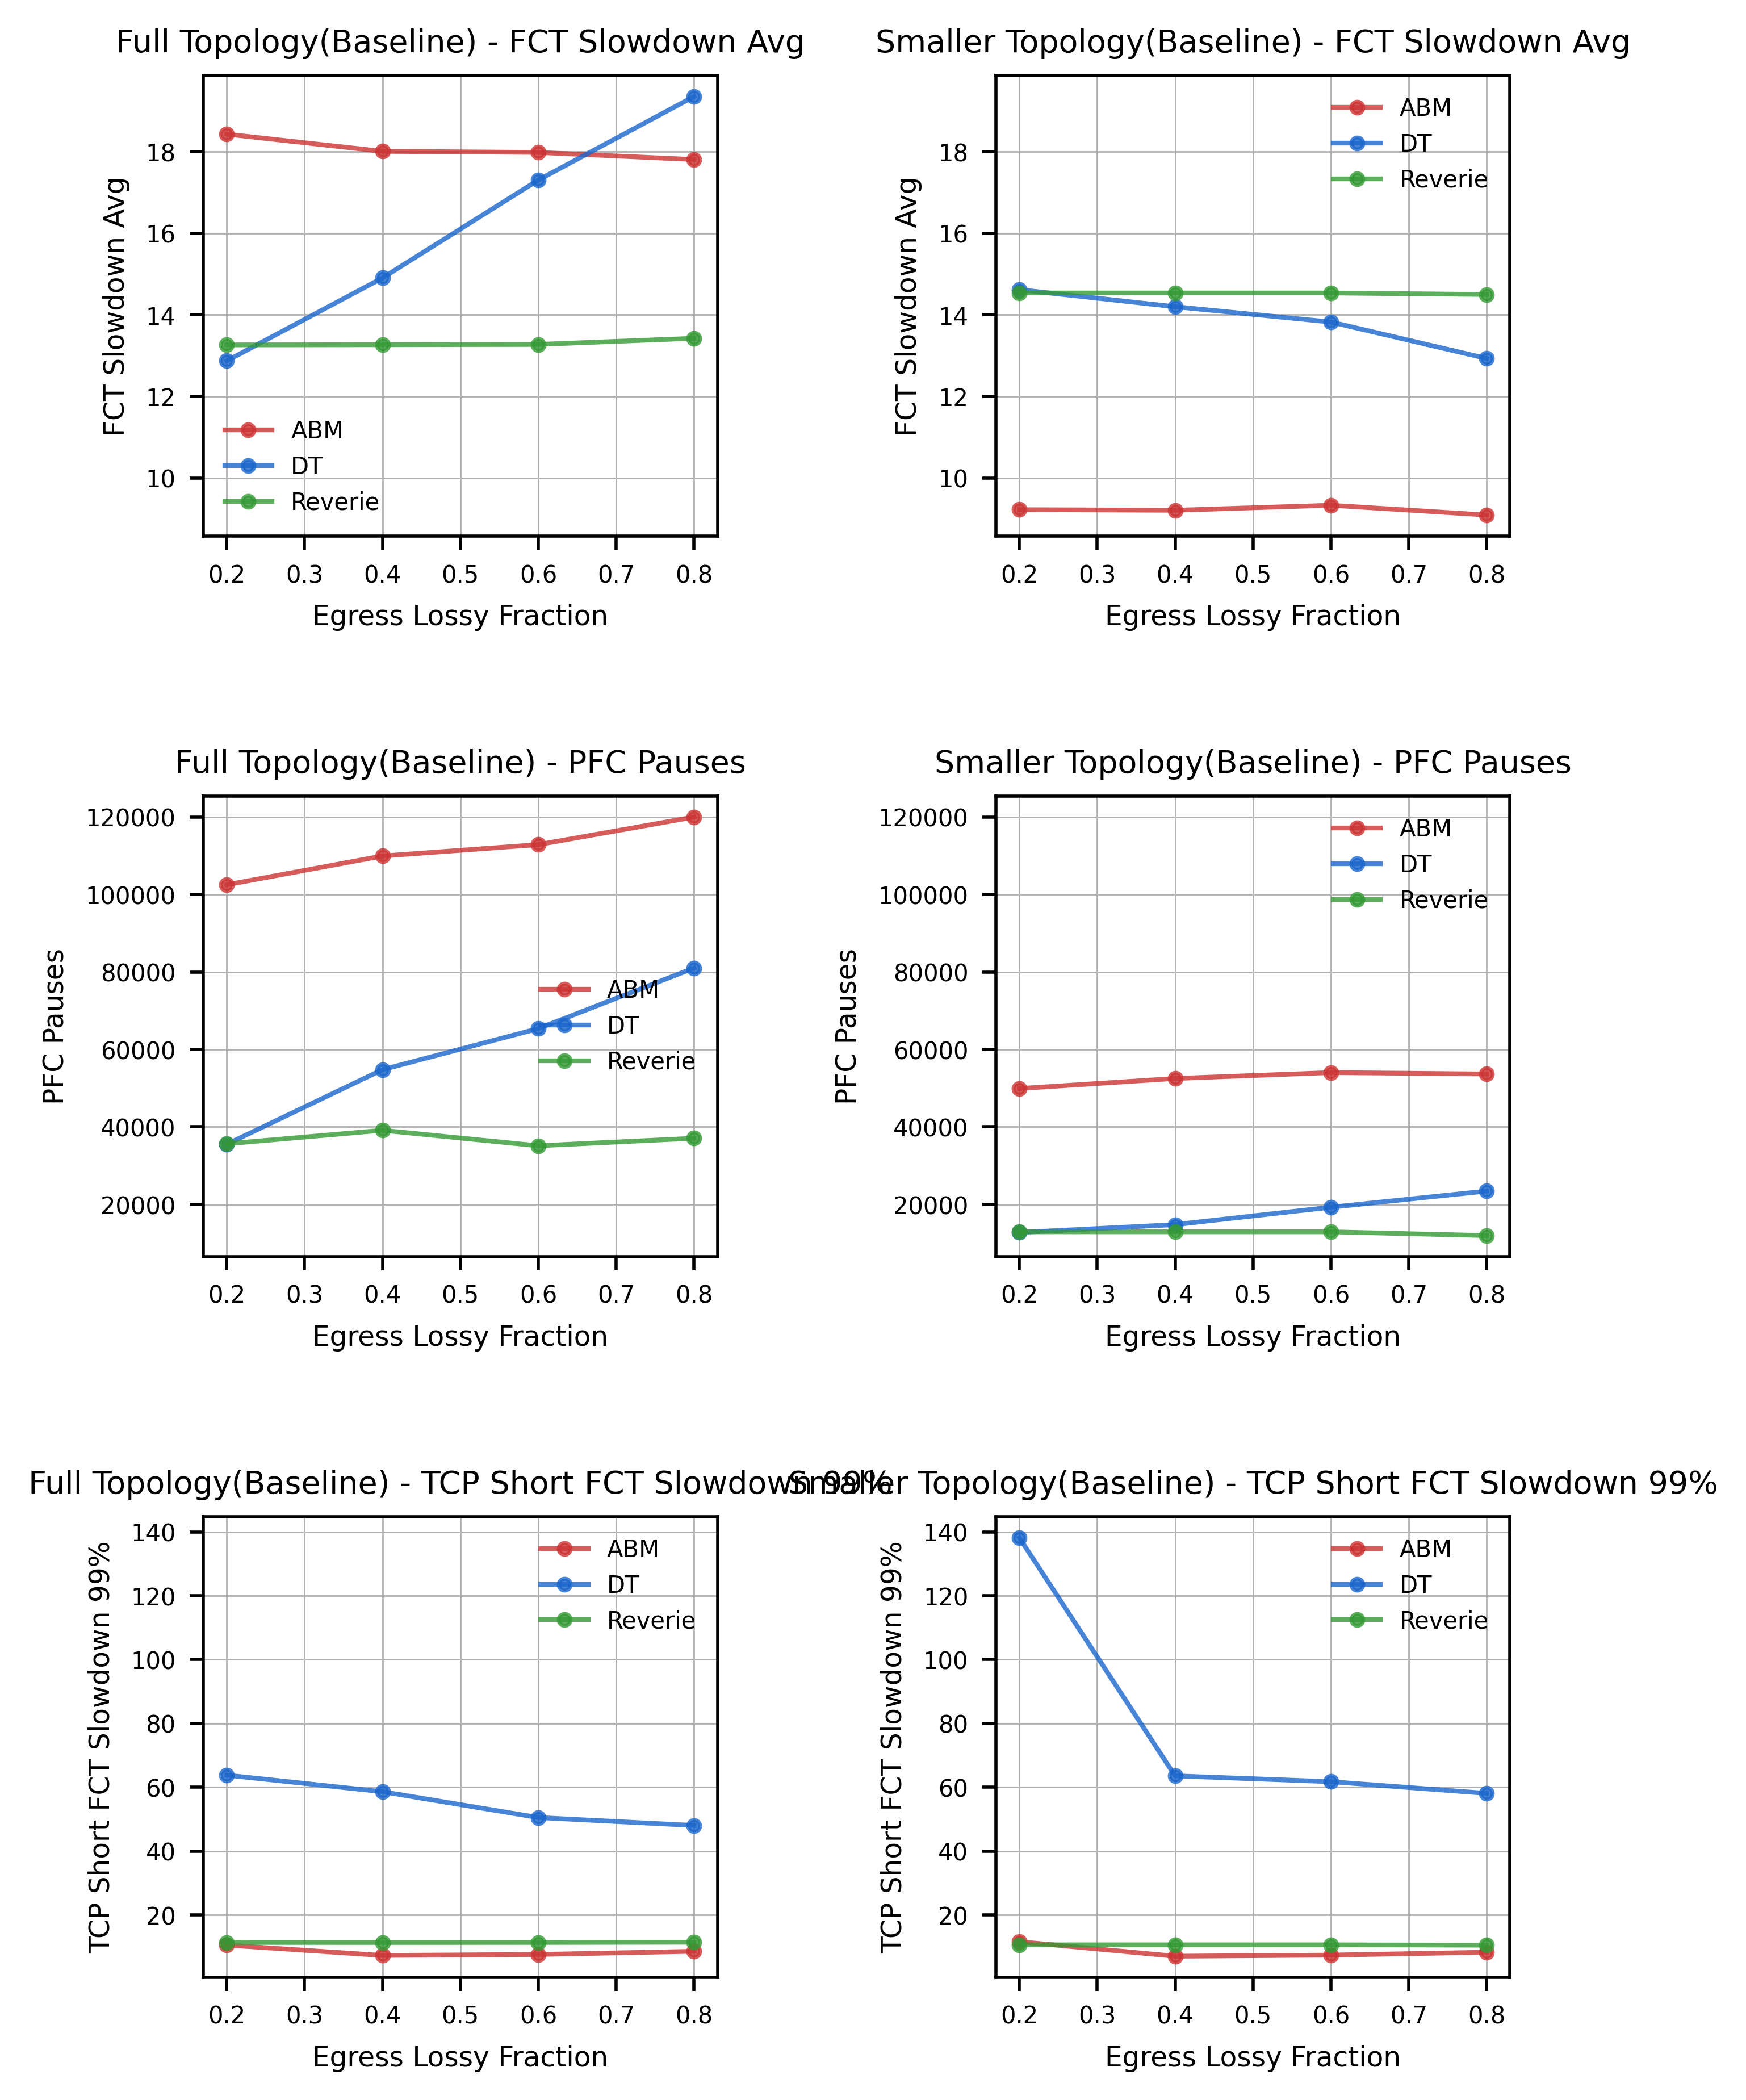 Full Topology(Baseline) - FCT Slowdown Avg
FCT Slowdown Avg
18
16
14
12
10
ABM
DT
Reverie
0.2 0.3 0.4 0.5 0.6 0.7 0.8
Egress Lossy Fraction
Smaller Topology(Baseline) - FCT Slowdown Avg
FCT Slowdown Avg
18
16
14
12
10
ABM
DT
Reverie
0.2 0.3 0.4 0.5 0.6 0.7 0.8
Egress Lossy Fraction
Full Topology(Baseline) - PFC Pauses
PFC Pauses
120000
100000
80000
60000
40000
20000
ABM
DT
Reverie
0.2 0.3 0.4 0.5 0.6 0.7 0.8
Egress Lossy Fraction
Smaller Topology(Baseline) - PFC Pauses
PFC Pauses
120000
100000
80000
60000
40000
20000
ABM
DT
Reverie
0.2 0.3 0.4 0.5 0.6 0.7 0.8
Egress Lossy Fraction
Full Topology(Baseline) - TCP Short FCT Slowdown 99%
TCP Short FCT Slowdown 99%
140
120
100
80
60
40
20
ABM
DT
Reverie
0.2 0.3 0.4 0.5 0.6 0.7 0.8
Egress Lossy Fraction
Smaller Topology(Baseline) - TCP Short FCT Slowdown 99%
TCP Short FCT Slowdown 99%
140
120
100
80
60
40
20
ABM
DT
Reverie
0.2 0.3 0.4 0.5 0.6 0.7 0.8
Egress Lossy Fraction